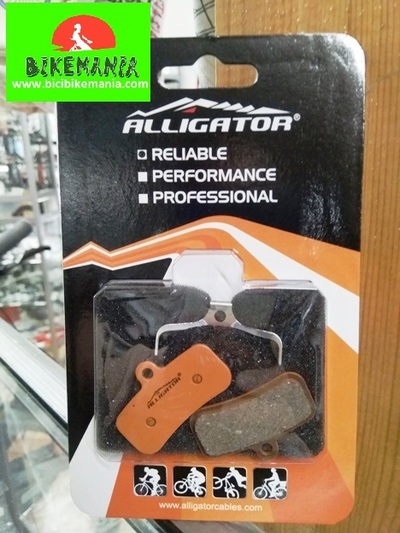 BIKEMANIA
www.bicibikemania.com
ALLIGATOR®
RELIABLE
PERFORMANCE
PROFESSIONAL
ALLIGATOR
www.alligatorcables.com